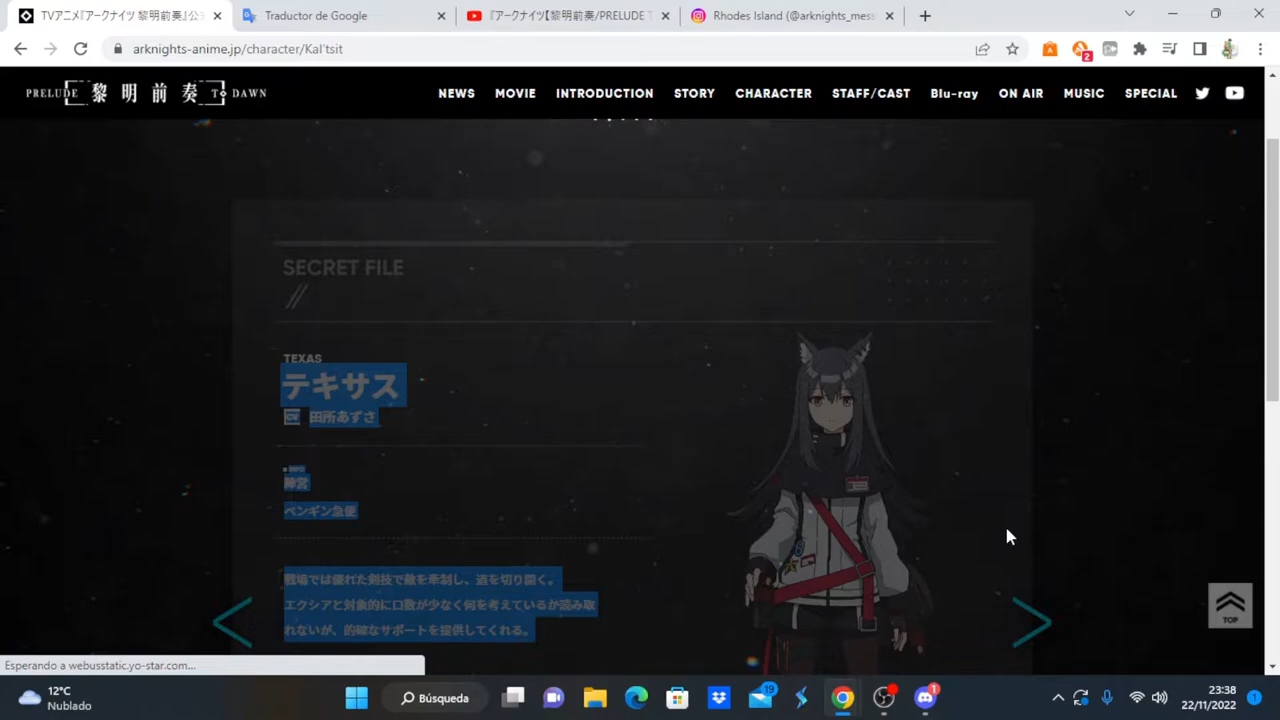 TVアニメ『アークナイツ 黎明前奏』公式
Traductor de Google
『アークナイツ【黎明前奏/PRELUDE T
Rhodes Island (@arknights_mess
arknights-anime.jp/character/Kal'tsit
2
PRELUDE 黎明前奏 TO DAWN
NEWS
MOVIE
INTRODUCTION
STORY
CHARACTER
STAFF/CAST
Blu-ray
ON AIR
MUSIC
SPECIAL
SECRET FILE
//
TEXAS
テキサス
CV 田所あずさ
INFO
陣営
ペンギン急便
戦場では優れた剣技で敵を牽制し、道を切り開く。
エクシアと対象的に口数が少なく何を考えているか読み取
れないが、的確なサポートを提供してくれる。
TOP
Esperando a webusstatic.yo-star.com...
12°C
Nublado
Búsqueda
19
1
23:38
22/11/2022
1